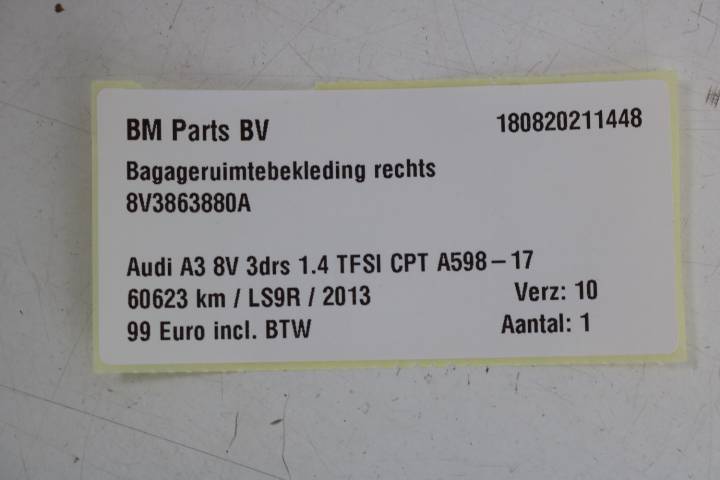 BM Parts BV 180820211448
Bagageruimtebekleding rechts
8V3863880A
Audi A3 8V 3drs 1.4 TFSI CPT A598-17
60623 km / LS9R / 2013 Verz: 10
99 Euro incl. BTW Aantal: 1